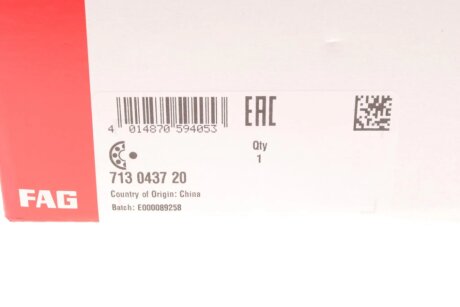 4 014870 594053
EAC
Qty
1
713 0437 20
Country of Origin: China
Batch: E000089258
FAG